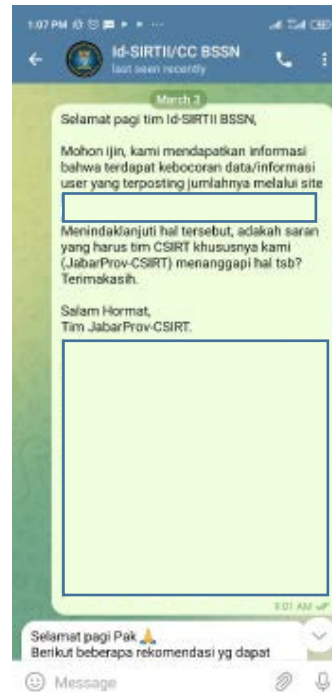 1:07 PM
Id-SIRTII/CC BSSN
last seen recently
March 3
Selamat pagi tim Id-SIRTII BSSN,
Mohon ijin, kami mendapatkan informasi
bahwa terdapat kebocoran data/informasi
user yang terposting jumlahnya melalui site
Menindaklanjuti hal tersebut, adakah saran
yang harus tim CSIRT khususnya kami
(JabarProv-CSIRT) menanggapi hal tsb?
Terimakasih.
Salam Hormat,
Tim JabarProv-CSIRT.
9:01 AM
Selamat pagi Pak 🙏
Berikut beberapa rekomendasi yg dapat
Message